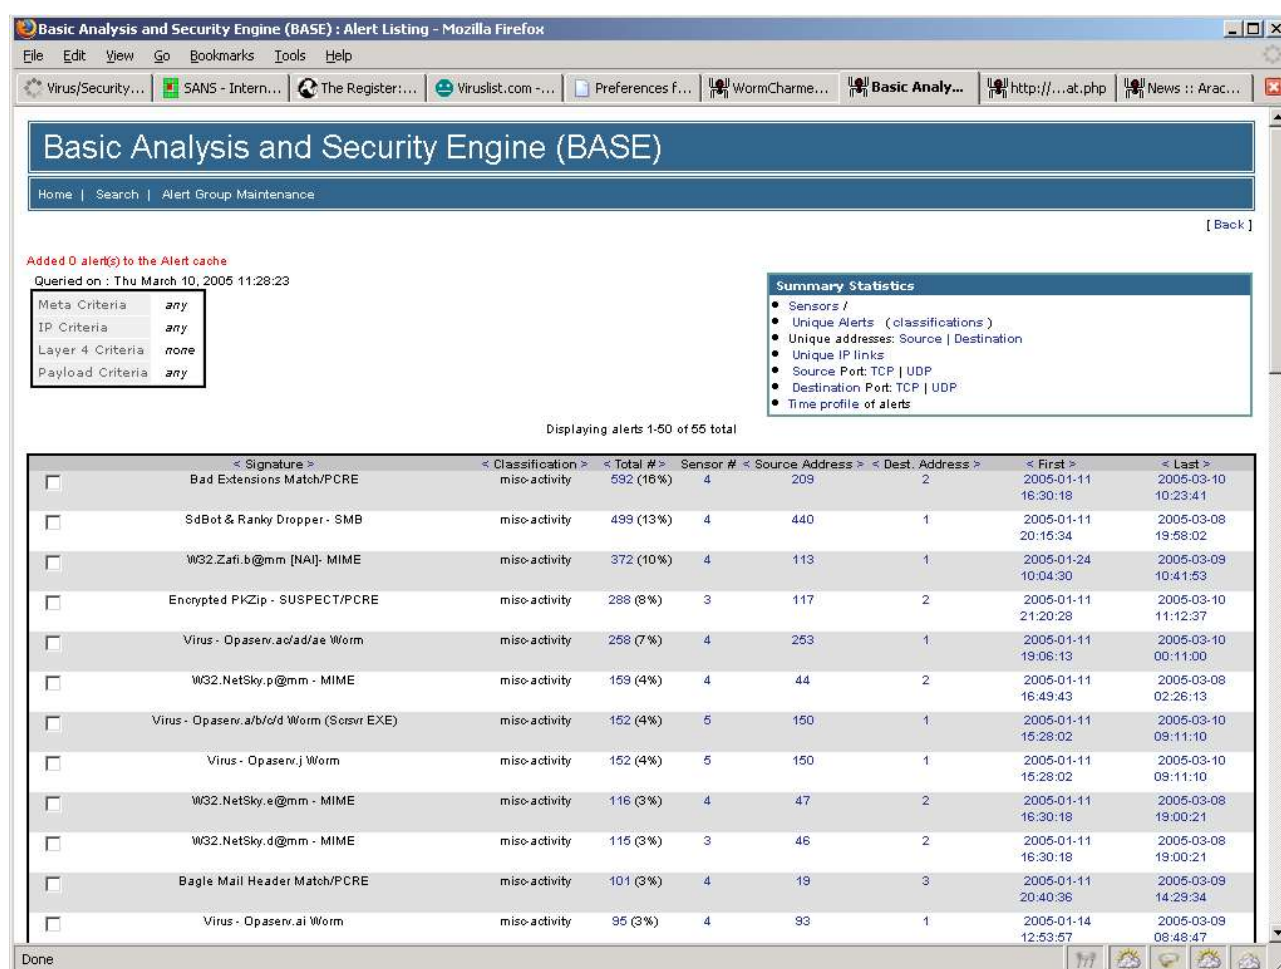 Basic Analysis and Security Engine (BASE) : Alert Listing - Mozilla Firefox
File Edit View Go Bookmarks Tools Help
Virus/Security... SANS - Intern... The Register:... Viruslist.com -... Preferences f... WormCharme... Basic Analy... http://...at.php News :: Arac...
Basic Analysis and Security Engine (BASE)
Home | Search | Alert Group Maintenance
[ Back ]
Added 0 alert(s) to the Alert cache
Queried on : Thu March 10, 2005 11:28:23
Meta Criteria any
IP Criteria any
Layer 4 Criteria none
Payload Criteria any
Summary Statistics
Sensors /
Unique Alerts ( classifications )
Unique addresses: Source | Destination
Unique IP links
Source Port: TCP | UDP
Destination Port: TCP | UDP
Time profile of alerts
Displaying alerts 1-50 of 55 total
< Signature > < Classification > < Total # > Sensor # < Source Address > < Dest. Address > < First > < Last >
Bad Extensions Match/PCRE misc-activity 592 (16%) 4 209 2 2005-01-11 2005-03-10
16:30:18 10:23:41
SdBot & Ranky Dropper - SMB misc-activity 499 (13%) 4 440 1 2005-01-11 2005-03-08
20:15:34 19:58:02
W32.Zafi.b@mm [NAI]- MIME misc-activity 372 (10%) 4 113 1 2005-01-24 2005-03-09
10:04:30 10:41:53
Encrypted PKZip - SUSPECT/PCRE misc-activity 288 (8%) 3 117 2 2005-01-11 2005-03-10
21:20:28 11:12:37
Virus - Opaserv.ac/ad/ae Worm misc-activity 258 (7%) 4 253 1 2005-01-11 2005-03-10
19:06:13 00:11:00
W32.NetSky.p@mm - MIME misc-activity 159 (4%) 4 44 2 2005-01-11 2005-03-08
16:49:43 02:26:13
Virus - Opaserv.a/b/c/d Worm (Scrsvr EXE) misc-activity 152 (4%) 5 150 1 2005-01-11 2005-03-10
15:28:02 09:11:10
Virus - Opaserv.j Worm misc-activity 152 (4%) 5 150 1 2005-01-11 2005-03-10
15:28:02 09:11:10
W32.NetSky.e@mm - MIME misc-activity 116 (3%) 4 47 2 2005-01-11 2005-03-08
16:30:18 19:00:21
W32.NetSky.d@mm - MIME misc-activity 115 (3%) 3 46 2 2005-01-11 2005-03-08
16:30:18 19:00:21
Bagle Mail Header Match/PCRE misc-activity 101 (3%) 4 19 3 2005-01-11 2005-03-09
20:40:36 14:29:34
Virus - Opaserv.ai Worm misc-activity 95 (3%) 4 93 1 2005-01-14 2005-03-09
12:53:57 08:48:47
Done